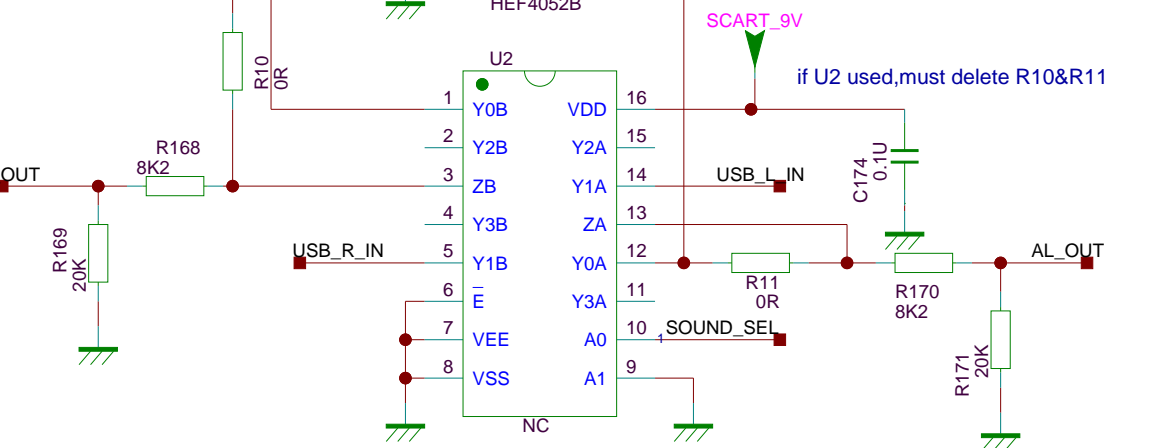 HEF4052B
SCART_9V
U2
if U2 used,must delete R10&R11
R10
0R
1 Y0B VDD 16
2 Y2B Y2A 15
C174
0.1U
R168
8K2
OUT
3 ZB Y1A 14 USB_L_IN
4 Y3B ZA 13
R169
20K
USB_R_IN 5 Y1B Y0A 12
AL_OUT
R11
0R
R170
8K2
6 E Y3A 11
7 VEE A0 10 1 SOUND_SEL
R171
20K
8 VSS A1 9
NC